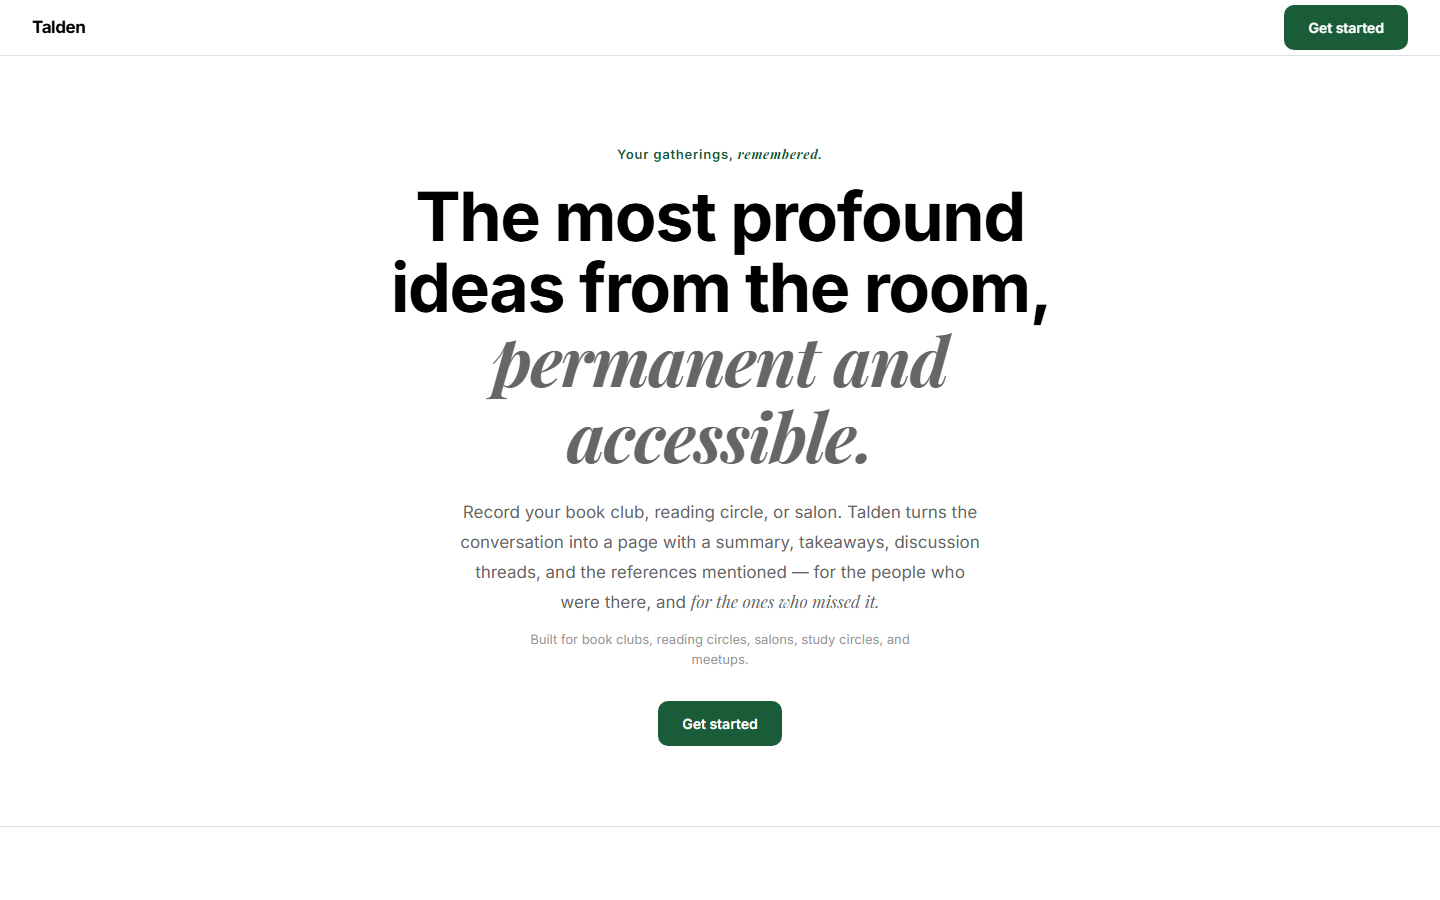 Talden
Get started
Your gatherings, remembered.
The most profound
ideas from the room,
permanent and
accessible.
Record your book club, reading circle, or salon. Talden turns the
conversation into a page with a summary, takeaways, discussion
threads, and the references mentioned — for the people who
were there, and for the ones who missed it.
Built for book clubs, reading circles, salons, study circles, and
meetups.
Get started